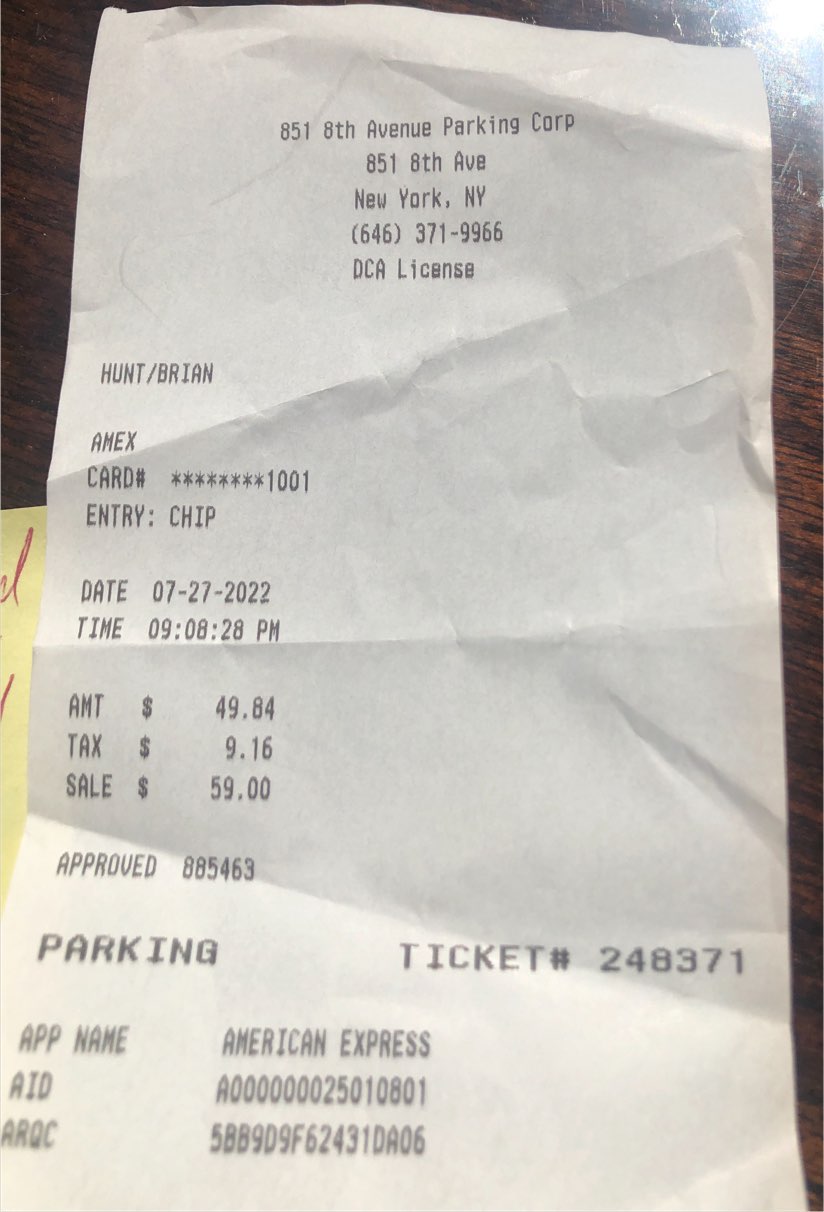 851 8th Avenue Parking Corp
851 8th Ave
New York, NY
(646) 371-9966
DCA License
HUNT/BRIAN
AMEX
CARD# ********1001
ENTRY: CHIP
DATE 07-27-2022
TIME 09:08:28 PM
AMT $ 49.84
TAX $ 9.16
SALE $ 59.00
APPROVED 885463
PARKING TICKET# 248371
APP NAME AMERICAN EXPRESS
AID A000000025010801
ARQC 5BB9D9F62431DA06